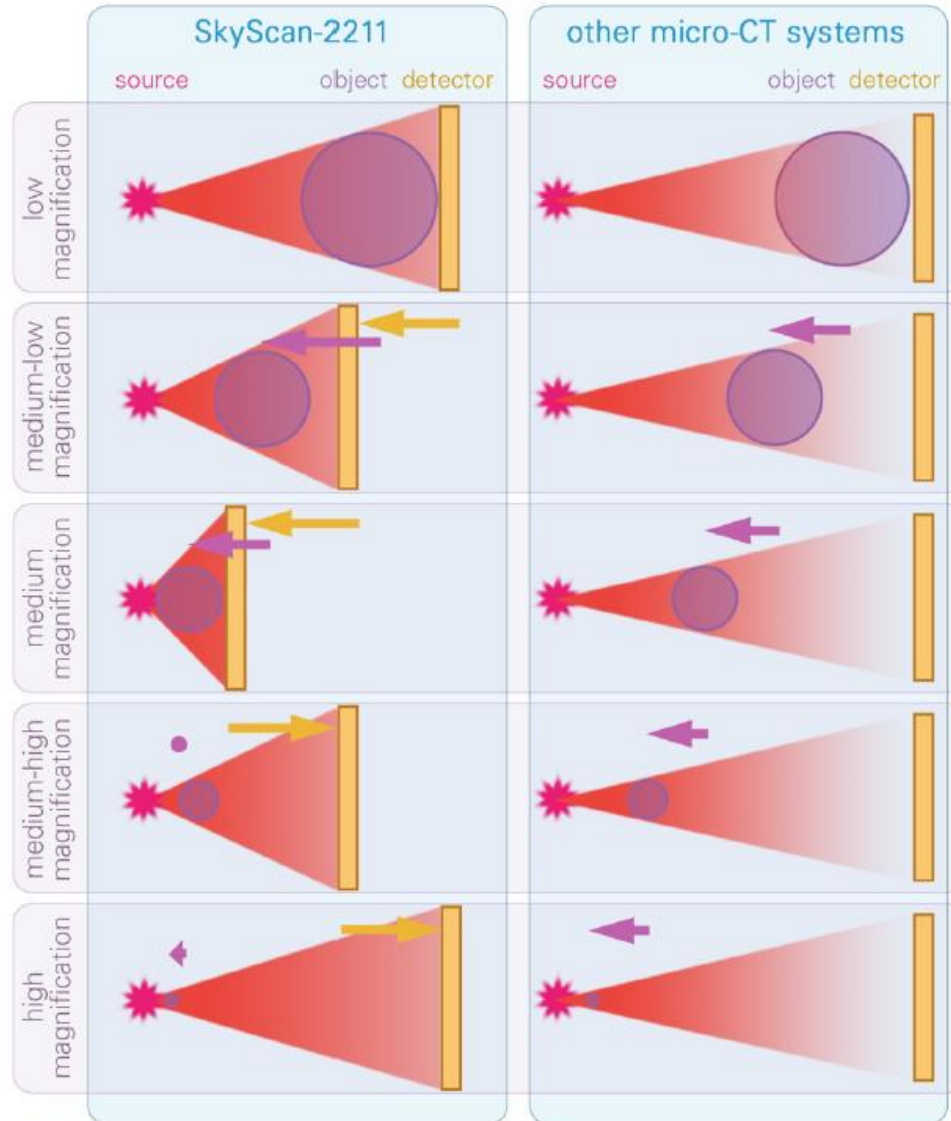 SkyScan-2211
other micro-CT systems
source object detector
source object detector
low
magnification
medium-low
magnification
medium
magnification
medium-high
magnification
high
magnification